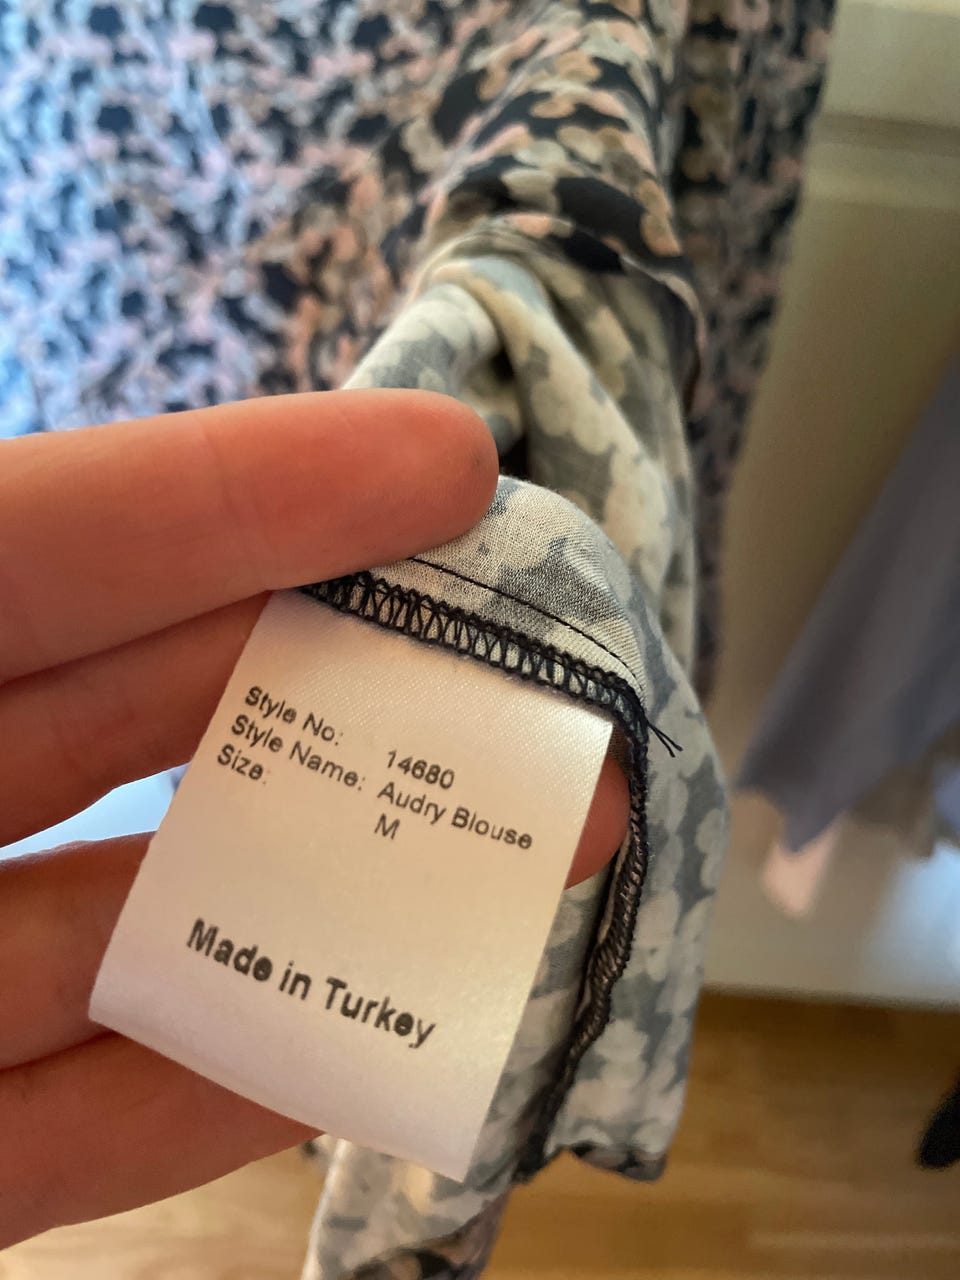 Style No: 14680
Style Name: Audry Blouse
Size: M
Made in Turkey